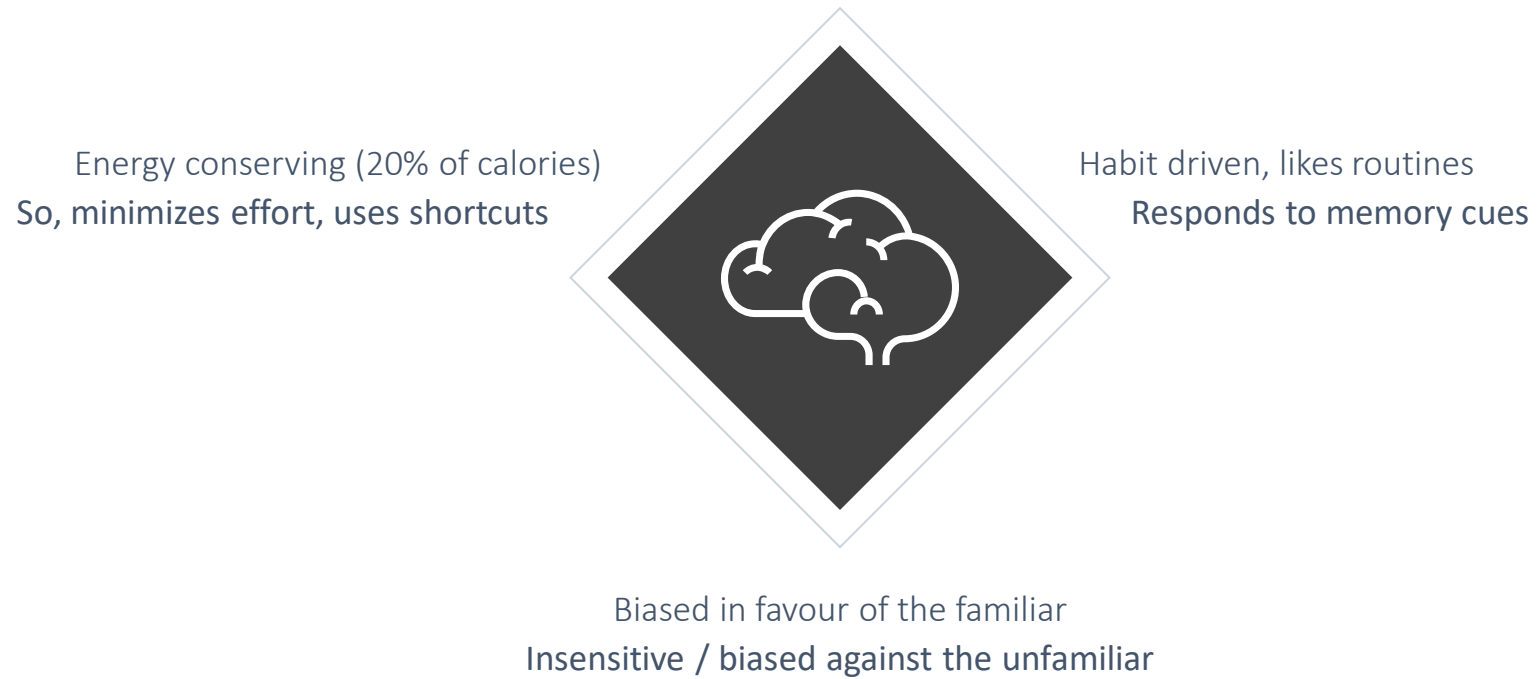 Energy conserving (20% of calories)
So, minimizes effort, uses shortcuts
Habit driven, likes routines
Responds to memory cues
Biased in favour of the familiar
Insensitive / biased against the unfamiliar